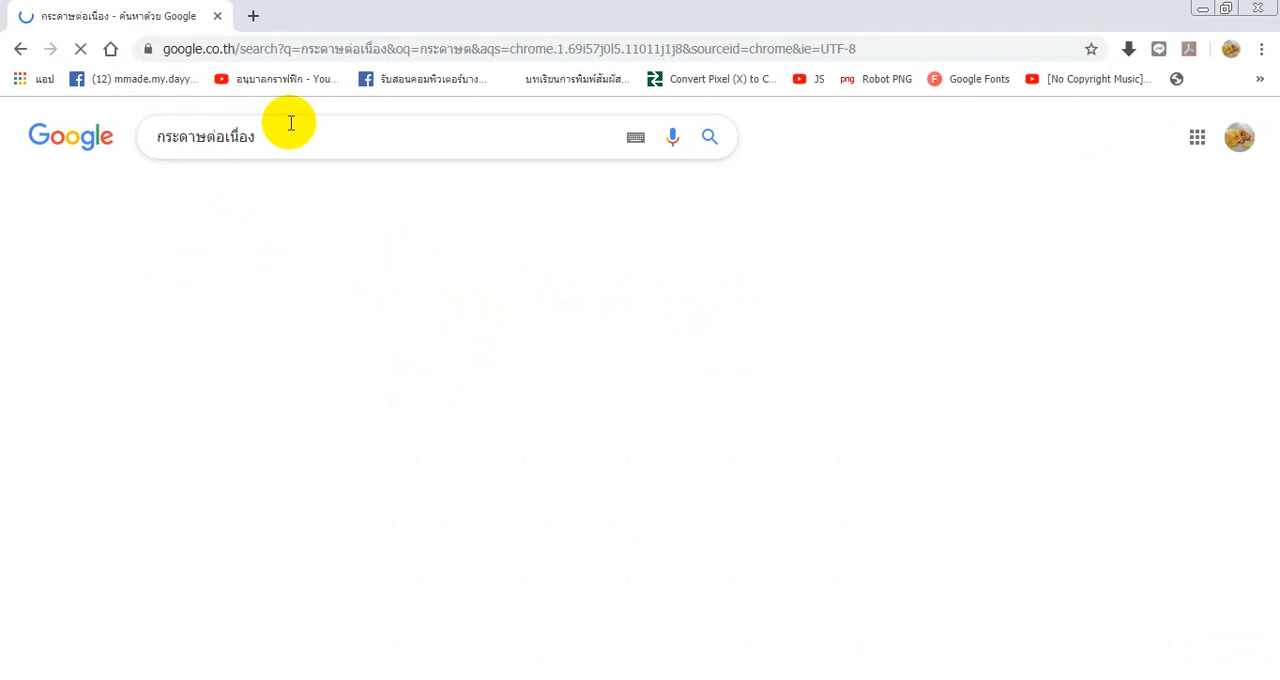 กระดาษต่อเนื่อง - ค้นหาด้วย Google
google.co.th/search?q=กระดาษต่อเนื่อง&oq=กระดาษต&aqs=chrome.1.69i57j0l5.11011j1j8&sourceid=chrome&ie=UTF-8
แอป (12) mmade.my.dayy... อนุบาลกราฟฟิก - You... รับสอนคอมพิวเตอร์บาง... บทเรียนการพิมพ์สัมผัส... Convert Pixel (X) to C... JS png Robot PNG F Google Fonts [No Copyright Music]... »
Google กระดาษต่อเนื่อง